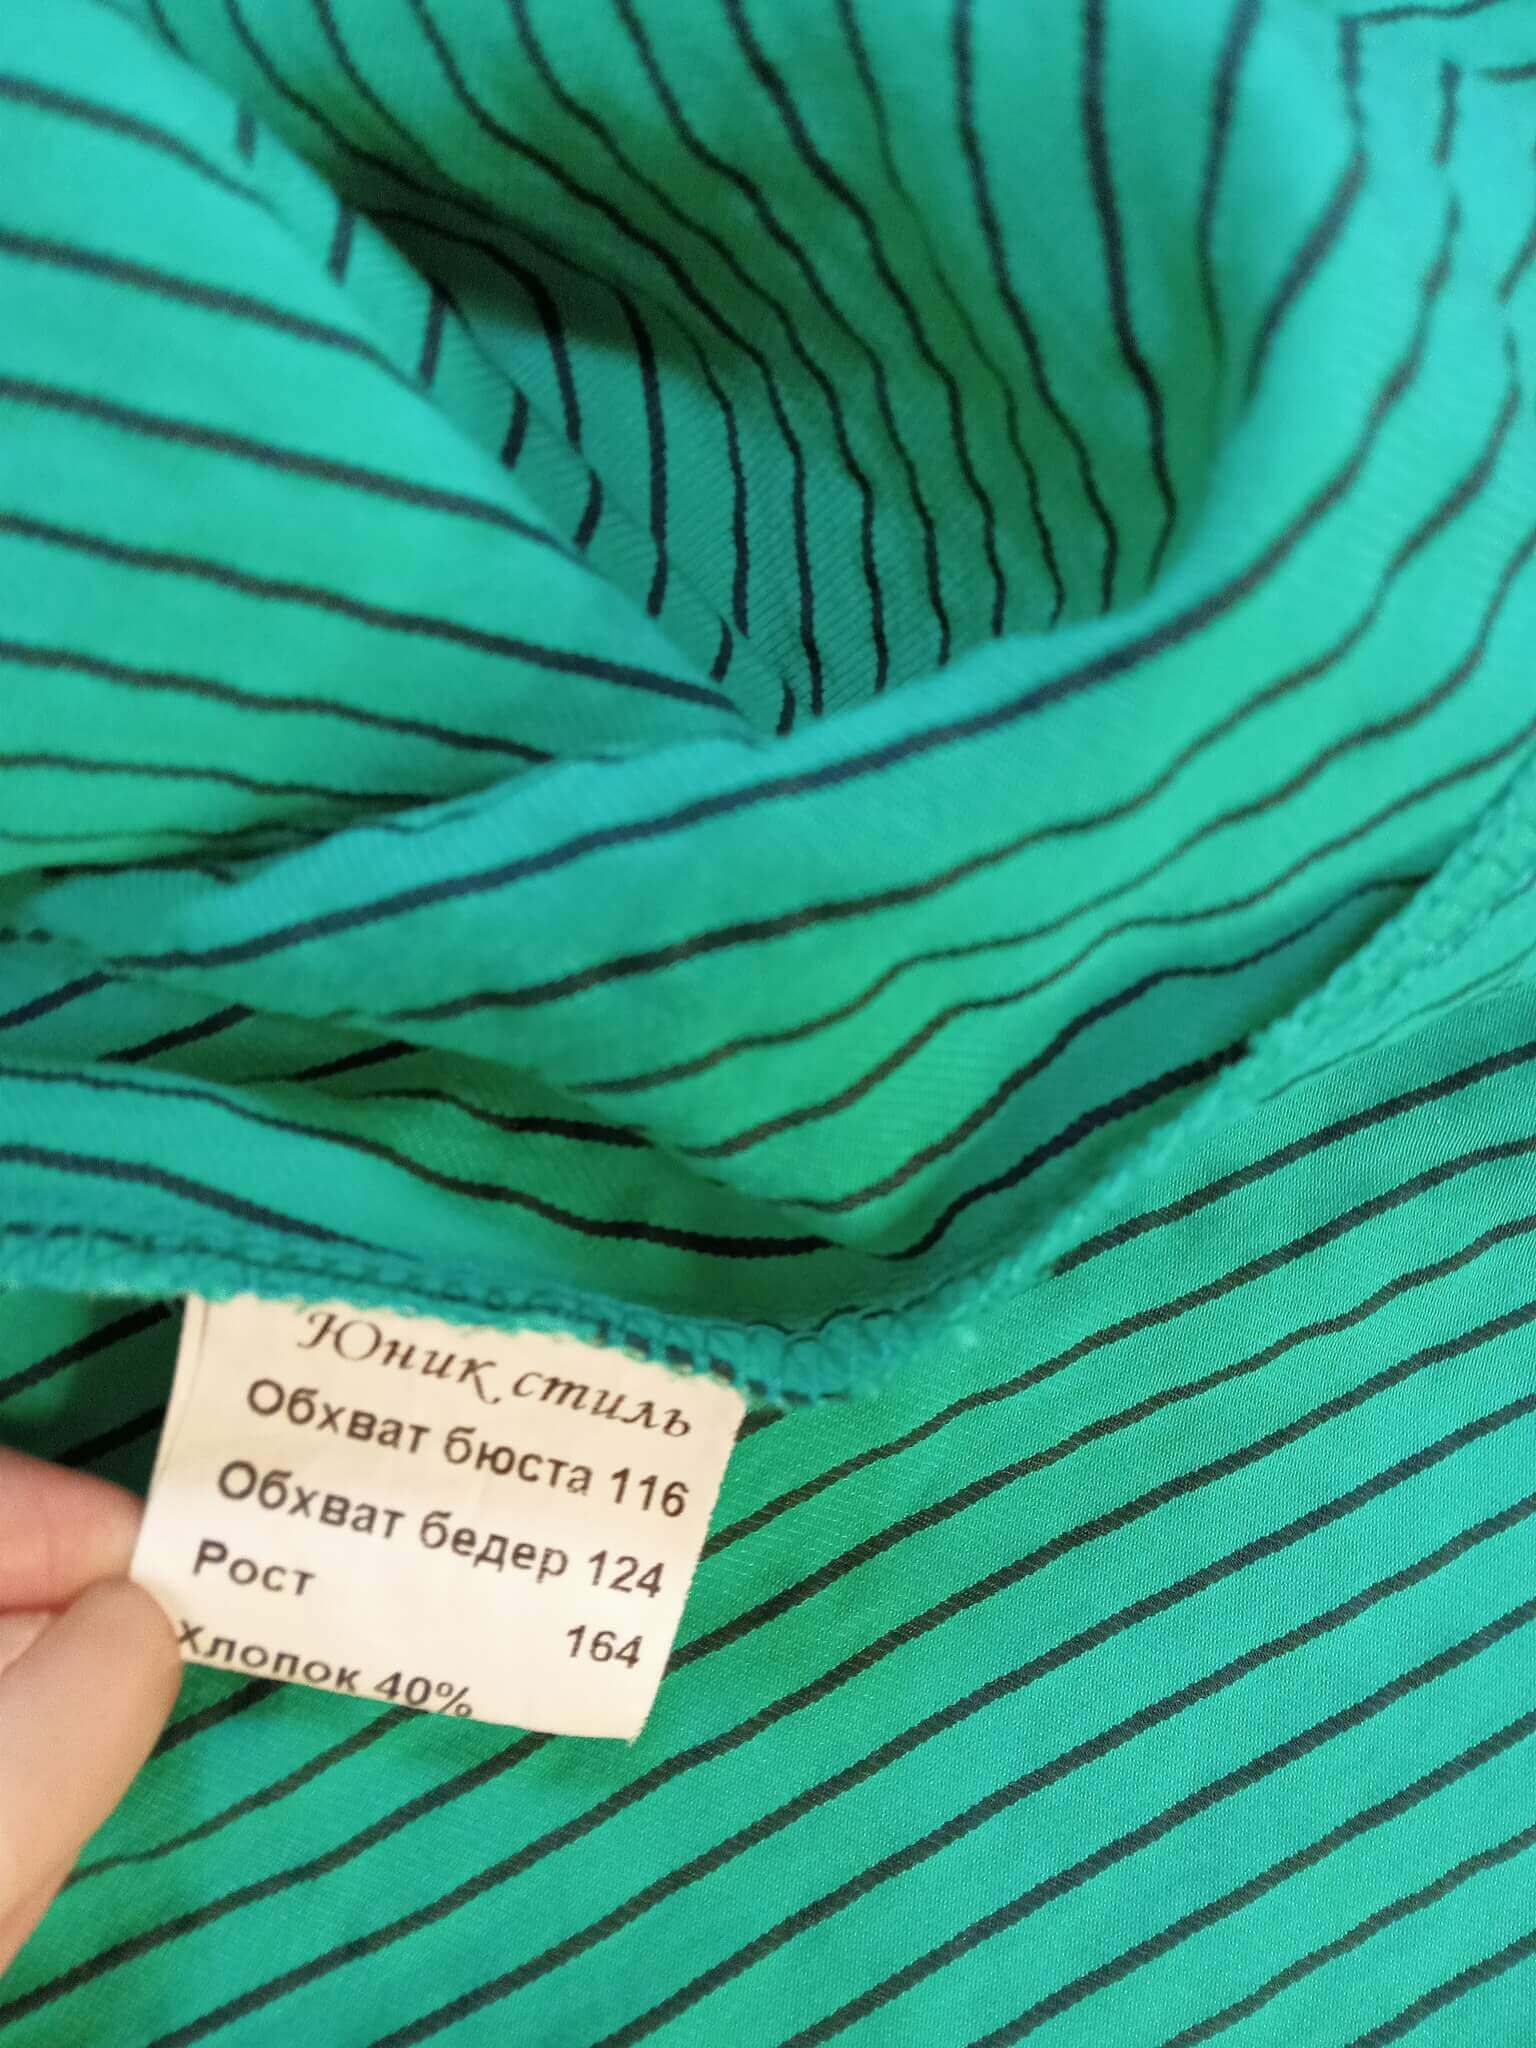 Юник стиль
Обхват бюста 116
Обхват бедер 124
Рост 164
Хлопок 40%